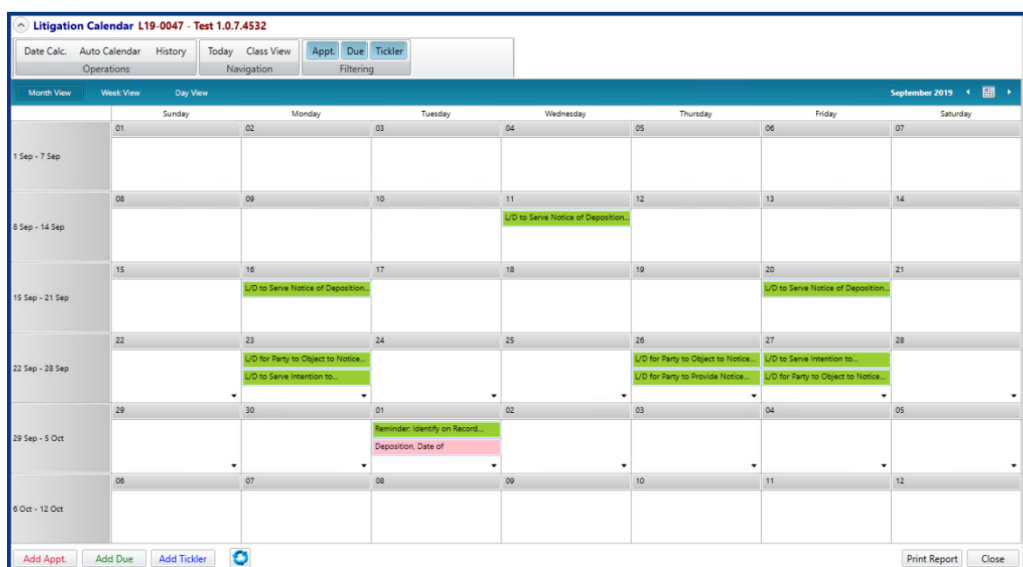 Litigation Calendar L19-0047 - Test 1.0.7.4532
Date Calc. Auto Calendar History Today Class View Appt. Due Tickler
Operations Navigation Filtering
Month View Week View Day View September 2019
Sunday Monday Tuesday Wednesday Thursday Friday Saturday
01 02 03 04 05 06 07
1 Sep - 7 Sep
08 09 10 11 12 13 14
L/D to Serve Notice of Deposition...
8 Sep - 14 Sep
15 16 17 18 19 20 21
L/D to Serve Notice of Deposition... L/D to Serve Notice of Deposition...
15 Sep - 21 Sep
22 23 24 25 26 27 28
L/D for Party to Object to Notice... L/D for Party to Object to Notice... L/D to Serve Intention to...
22 Sep - 28 Sep
L/D to Serve Intention to... L/D for Party to Provide Notice... L/D for Party to Object to Notice...
29 30 01 02 03 04 05
Reminder: Identify on Record...
29 Sep - 5 Oct
Deposition, Date of
06 07 08 09 10 11 12
6 Oct - 12 Oct
Add Appt. Add Due Add Tickler Print Report Close